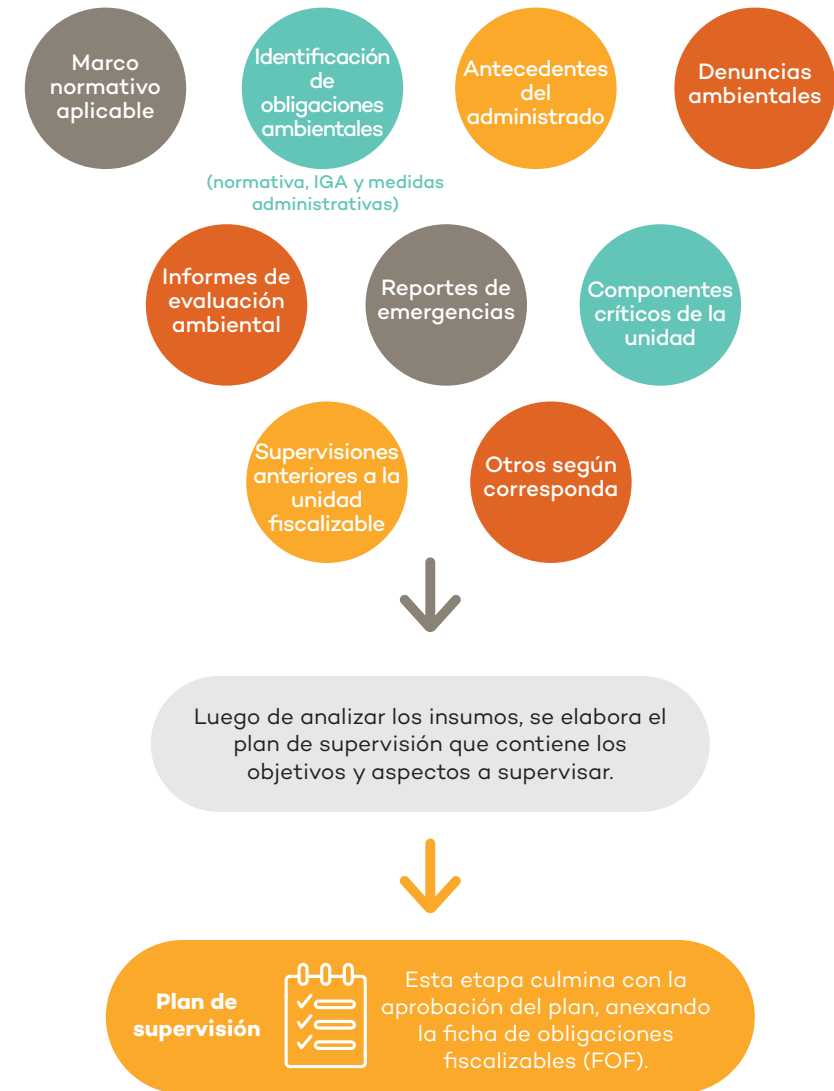 Marco
normativo
aplicable
Identificación
de
obligaciones
ambientales
(normativa, IGA y medidas
administrativas)
Antecedentes
del
administrado
Denuncias
ambientales
Informes de
evaluación
ambiental
Reportes de
emergencias
Componentes
críticos de la
unidad
Supervisiones
anteriores a la
unidad
fiscalizable
Otros según
corresponda
Luego de analizar los insumos, se elabora el
plan de supervisión que contiene los
objetivos y aspectos a supervisar.
Plan de
supervisión
Esta etapa culmina con la
aprobación del plan, anexando
la ficha de obligaciones
fiscalizables (FOF).